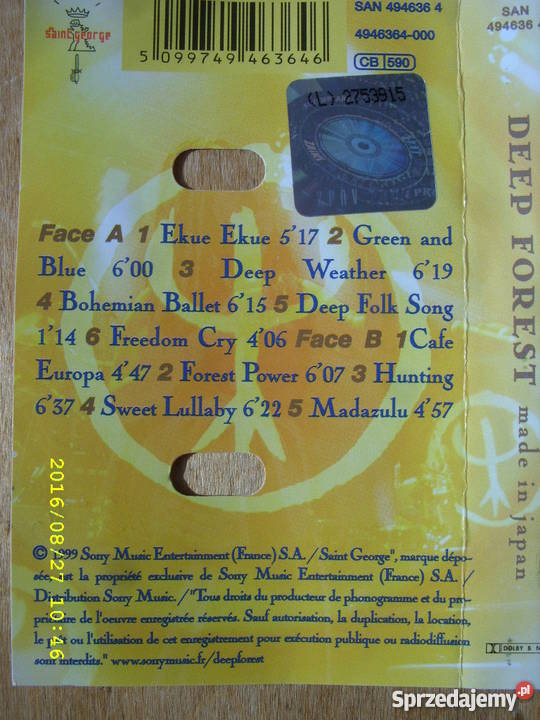 Saint George
SAN 494636 4
4946364-000
5 099749 463646
CB 590
(L) 2753915
Face A 1 Ekue Ekue 5'17 2 Green and
Blue 6'00 3 Deep Weather 6'19
4 Bohemian Ballet 6'15 5 Deep Folk Song
1'14 6 Freedom Cry 4'06 Face B 1 Cafe
Europa 4'47 2 Forest Power 6'07 3 Hunting
6'37 4 Sweet Lullaby 6'22 5 Madazulu 4'57
© 1999 Sony Music Entertainment (France) S.A. / Saint George", marque dépo-
sée, est la propriété exclusive de Sony Music Entertainment (France) S.A. /
Distribution Sony Music. / "Tous droits du producteur de phonogramme et du pro-
priétaire de l'oeuvre enregistrée réservés. Sauf autorisation, la duplication, la location,
le prêt ou l'utilisation de cet enregistrement pour exécution publique ou radiodiffusion
sont interdits." www.sonymusic.fr/deepforest
SAN
494636 4
DEEP FOREST made in japan
DOLBY B N
2016/08/27 10:46
Sprzedajemy.pl